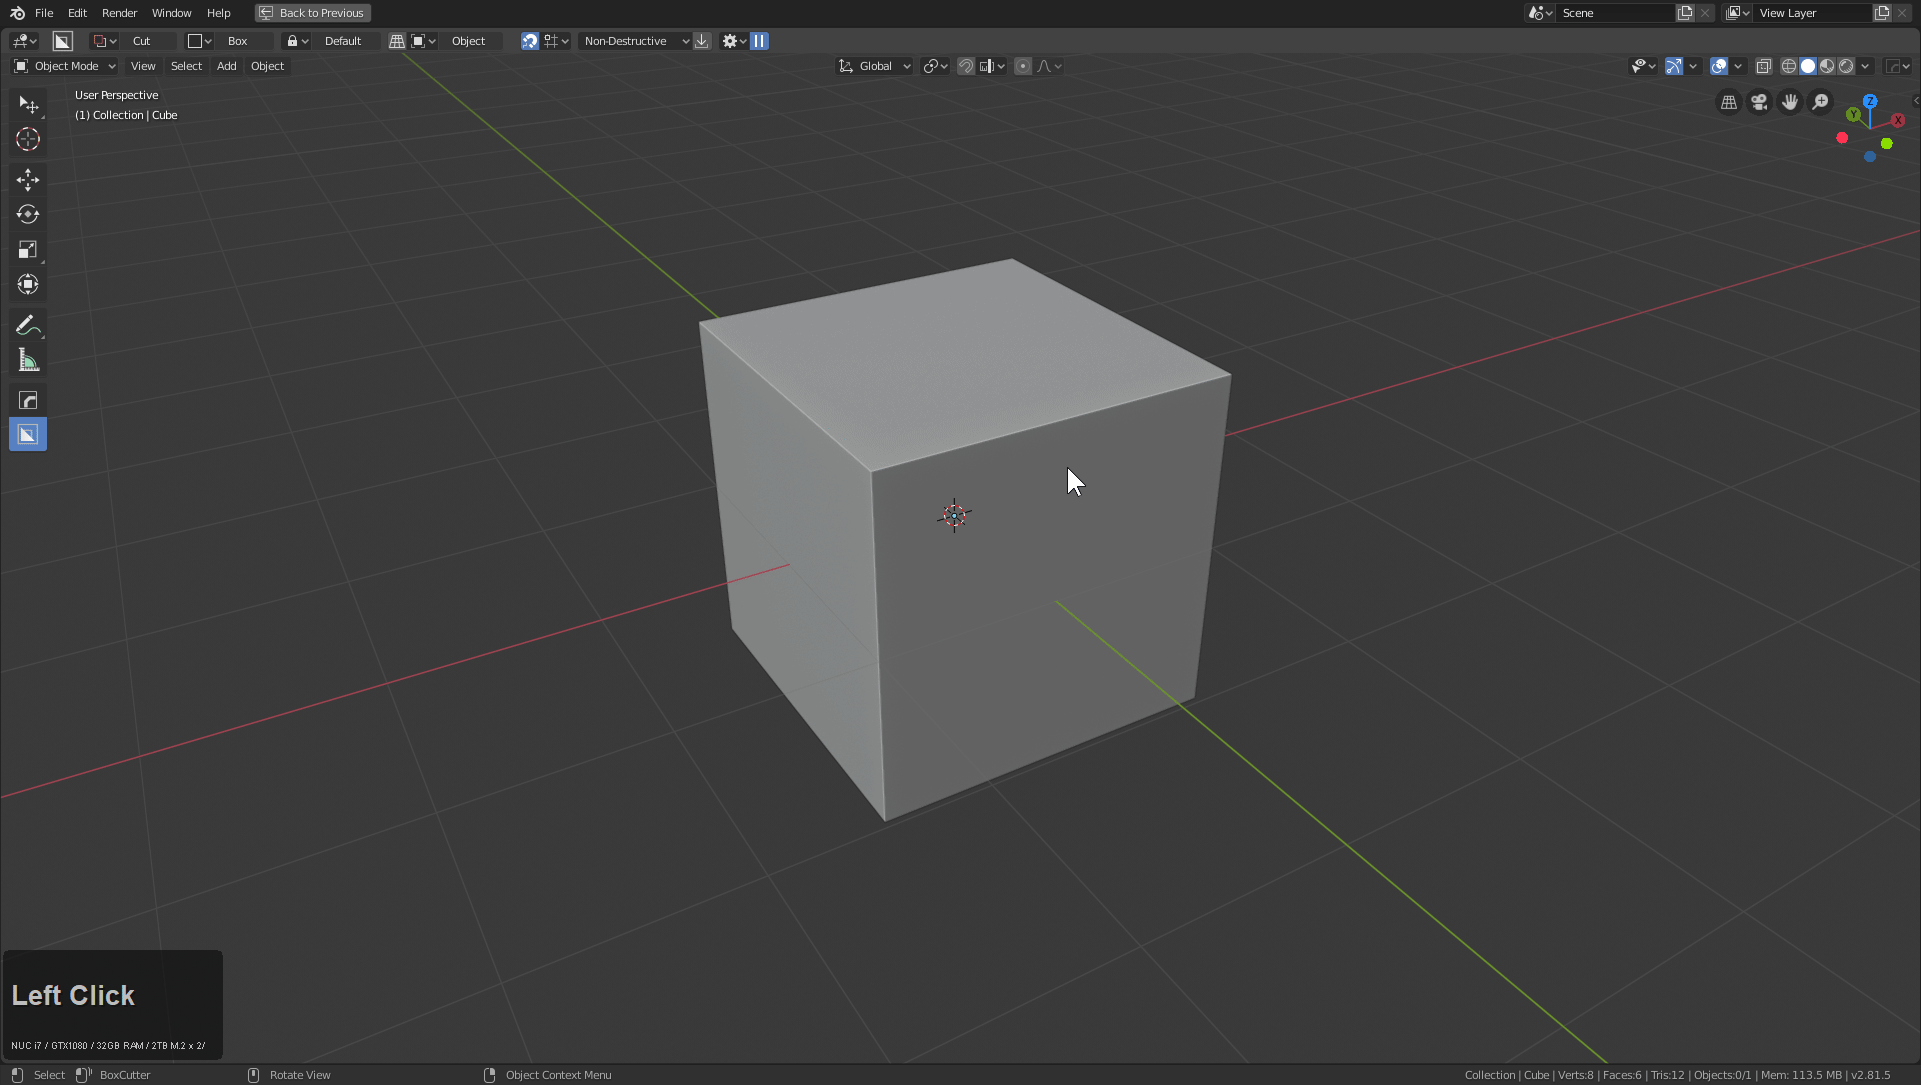 File Edit Render Window Help Back to Previous Scene View Layer
Cut Box Default Object Non-Destructive
Object Mode View Select Add Object Global
User Perspective
(1) Collection | Cube
Z
Y
X
Left Click
NUC i7 / GTX1080 / 32GB RAM / 2TB M.2 x 2/
Select BoxCutter Rotate View Object Context Menu Collection | Cube | Verts:8 | Faces:6 | Tris:12 | Objects:0/1 | Mem: 113.5 MB | v2.81.5